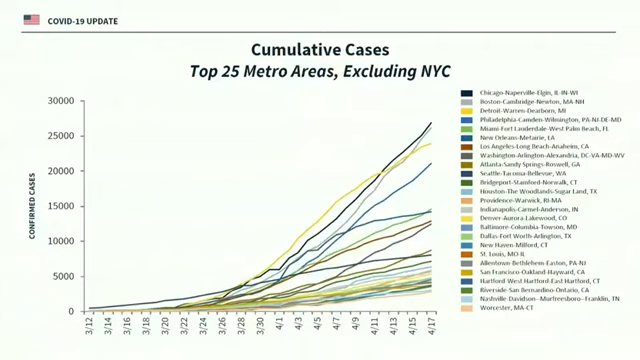 COVID-19 UPDATE
Cumulative Cases
Top 25 Metro Areas, Excluding NYC
CONFIRMED CASES
30000
25000
20000
15000
10000
5000
0
3/12
3/14
3/16
3/18
3/20
3/22
3/24
3/26
3/28
3/30
4/1
4/3
4/5
4/7
4/9
4/11
4/13
4/15
4/17
Chicago-Naperville-Elgin, IL-IN-WI
Boston-Cambridge-Newton, MA-NH
Detroit-Warren-Dearborn, MI
Philadelphia-Camden-Wilmington, PA-NJ-DE-MD
Miami-Fort Lauderdale-West Palm Beach, FL
New Orleans-Metairie, LA
Los Angeles-Long Beach-Anaheim, CA
Washington-Arlington-Alexandria, DC-VA-MD-WV
Atlanta-Sandy Springs-Roswell, GA
Seattle-Tacoma-Bellevue, WA
Bridgeport-Stamford-Norwalk, CT
Houston-The Woodlands-Sugar Land, TX
Providence-Warwick, RI-MA
Indianapolis-Carmel-Anderson, IN
Denver-Aurora-Lakewood, CO
Baltimore-Columbia-Towson, MD
Dallas-Fort Worth-Arlington, TX
New Haven-Milford, CT
St. Louis, MO-IL
Allentown-Bethlehem-Easton, PA-NJ
San Francisco-Oakland-Hayward, CA
Hartford-West Hartford-East Hartford, CT
Riverside-San Bernardino-Ontario, CA
Nashville-Davidson--Murfreesboro--Franklin, TN
Worcester, MA-CT